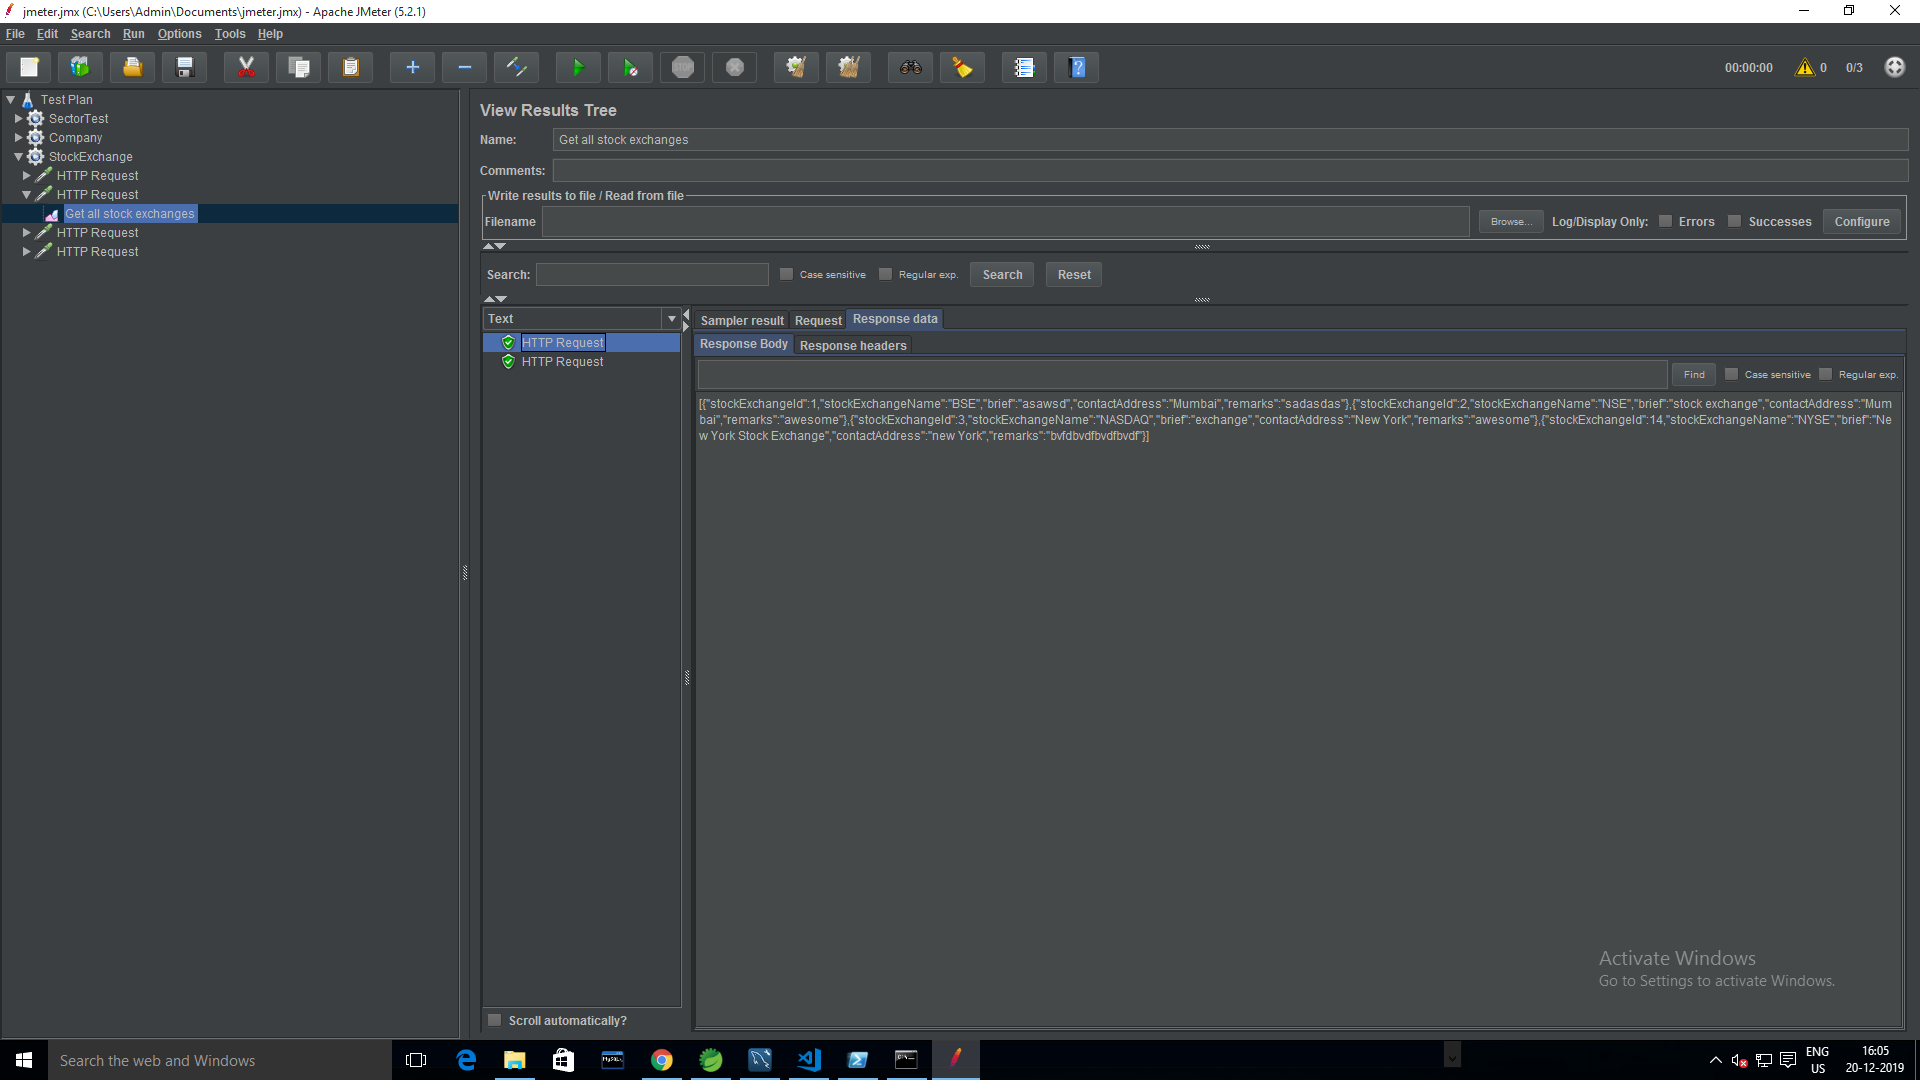 jmeter.jmx (C:\Users\Admin\Documents\jmeter.jmx) - Apache JMeter (5.2.1)
File Edit Search Run Options Tools Help
STOP
00:00:00 0 0/3
Test Plan
SectorTest
Company
StockExchange
HTTP Request
HTTP Request
Get all stock exchanges
HTTP Request
HTTP Request
View Results Tree
Name: Get all stock exchanges
Comments:
Write results to file / Read from file
Filename Browse... Log/Display Only: Errors Successes Configure
Search: Case sensitive Regular exp. Search Reset
Text
HTTP Request
HTTP Request
Scroll automatically?
Sampler result Request Response data
Response Body Response headers
Find Case sensitive Regular exp.
[{"stockExchangeId":1,"stockExchangeName":"BSE","brief":"asawsd","contactAddress":"Mumbai","remarks":"sadasdas"},{"stockExchangeId":2,"stockExchangeName":"NSE","brief":"stock exchange","contactAddress":"Mum
bai","remarks":"awesome"},{"stockExchangeId":3,"stockExchangeName":"NASDAQ","brief":"exchange","contactAddress":"New York","remarks":"awesome"},{"stockExchangeId":14,"stockExchangeName":"NYSE","brief":"Ne
w York Stock Exchange","contactAddress":"new York","remarks":"bvfdbvdfbvdfbvdf"}]
Activate Windows
Go to Settings to activate Windows.
Search the web and Windows
MySQL
ENG
US
16:05
20-12-2019